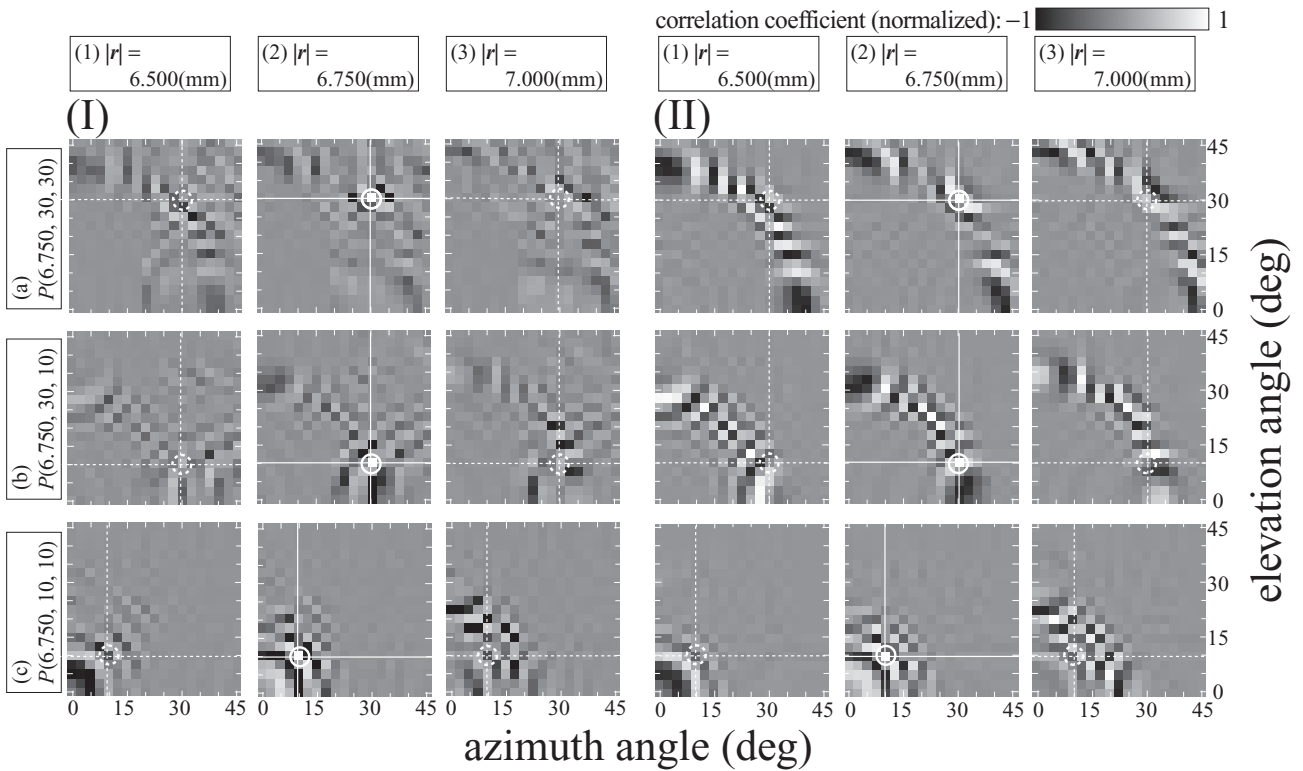 correlation coefficient (normalized): −1 1
(1) |r| =
6.500(mm)
(2) |r| =
6.750(mm)
(3) |r| =
7.000(mm)
(1) |r| =
6.500(mm)
(2) |r| =
6.750(mm)
(3) |r| =
7.000(mm)
(I)
(II)
(a)
P(6.750, 30, 30)
45
30
15
0
(b)
P(6.750, 30, 10)
45
30
15
0
(c)
P(6.750, 10, 10)
45
30
15
0
elevation angle (deg)
0 15 30 45 0 15 30 45 0 15 30 45 0 15 30 45 0 15 30 45 0 15 30 45
azimuth angle (deg)